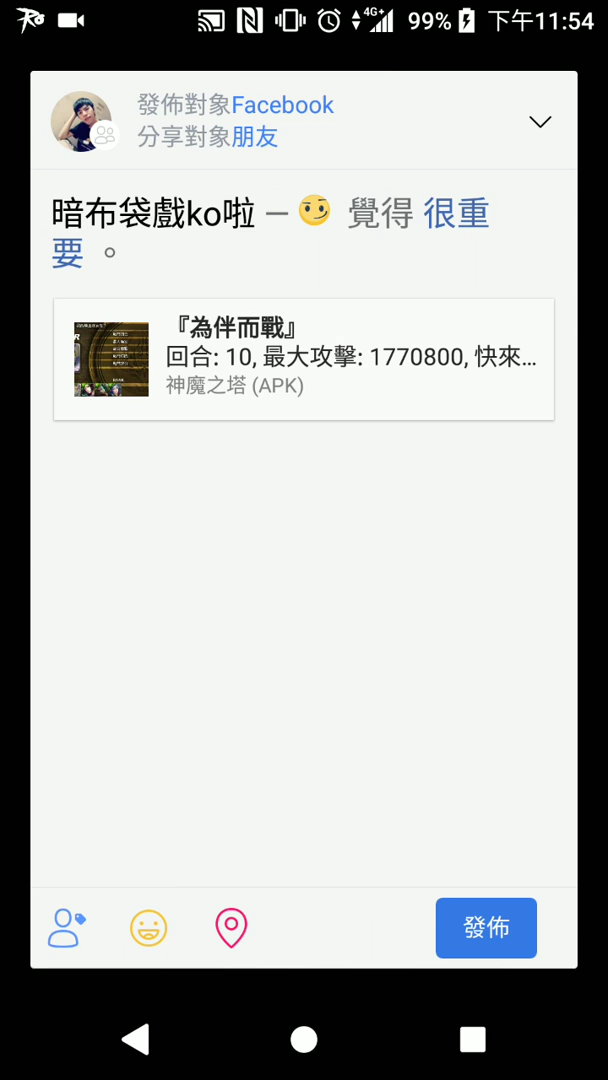 99% 下午11:54
發佈對象Facebook
分享對象朋友
暗布袋戲ko啦 — 覺得 很重
要 。
『為伴而戰』
回合: 10, 最大攻擊: 1770800, 快來…
神魔之塔 (APK)
發佈